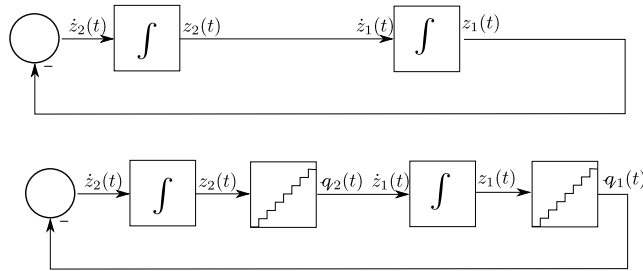 ż₂(t) ∫ z₂(t) ż₁(t) ∫ z₁(t)
−
ż₂(t) ∫ z₂(t) q₂(t) ż₁(t) ∫ z₁(t) q₁(t)
−